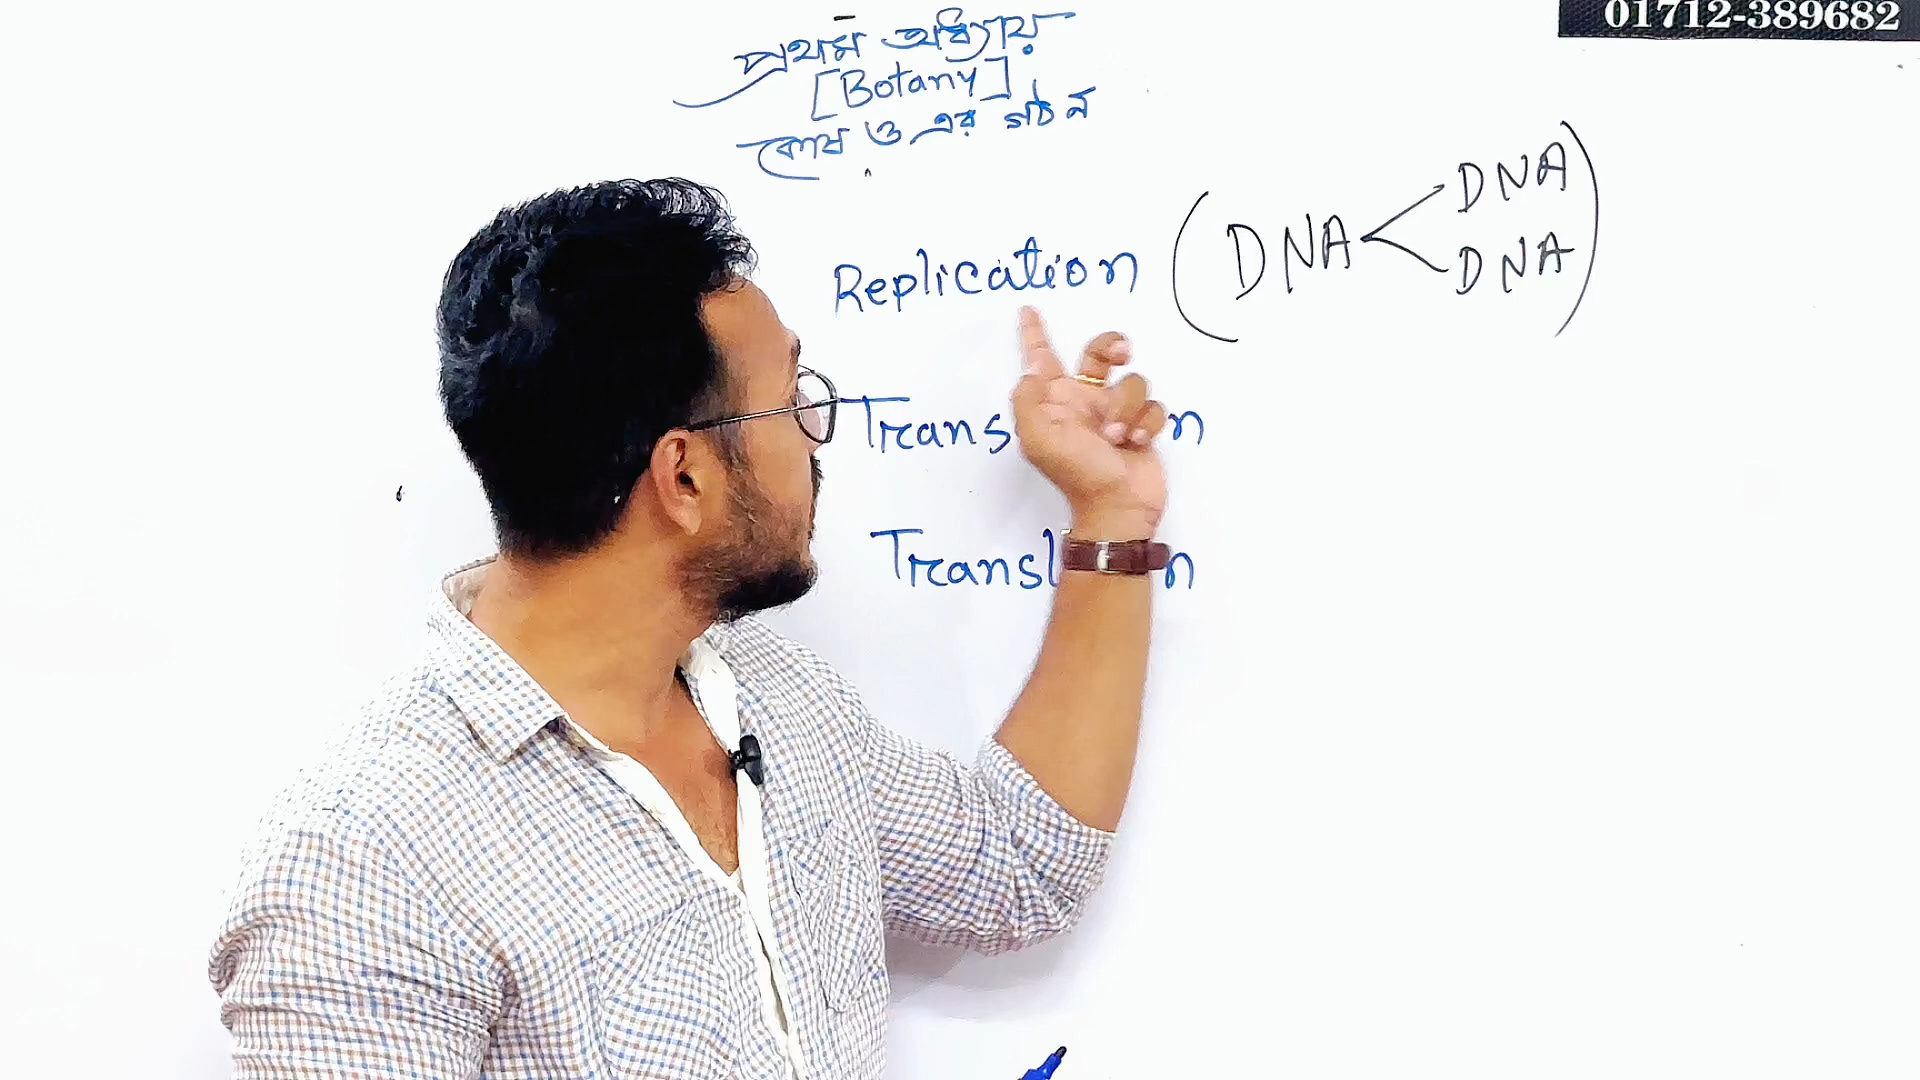 01712-389682
প্রথম অধ্যায়
[Botany]
কোষ ও এর গঠন
Replication (DNA < DNA
DNA)
Trans n
Transl n